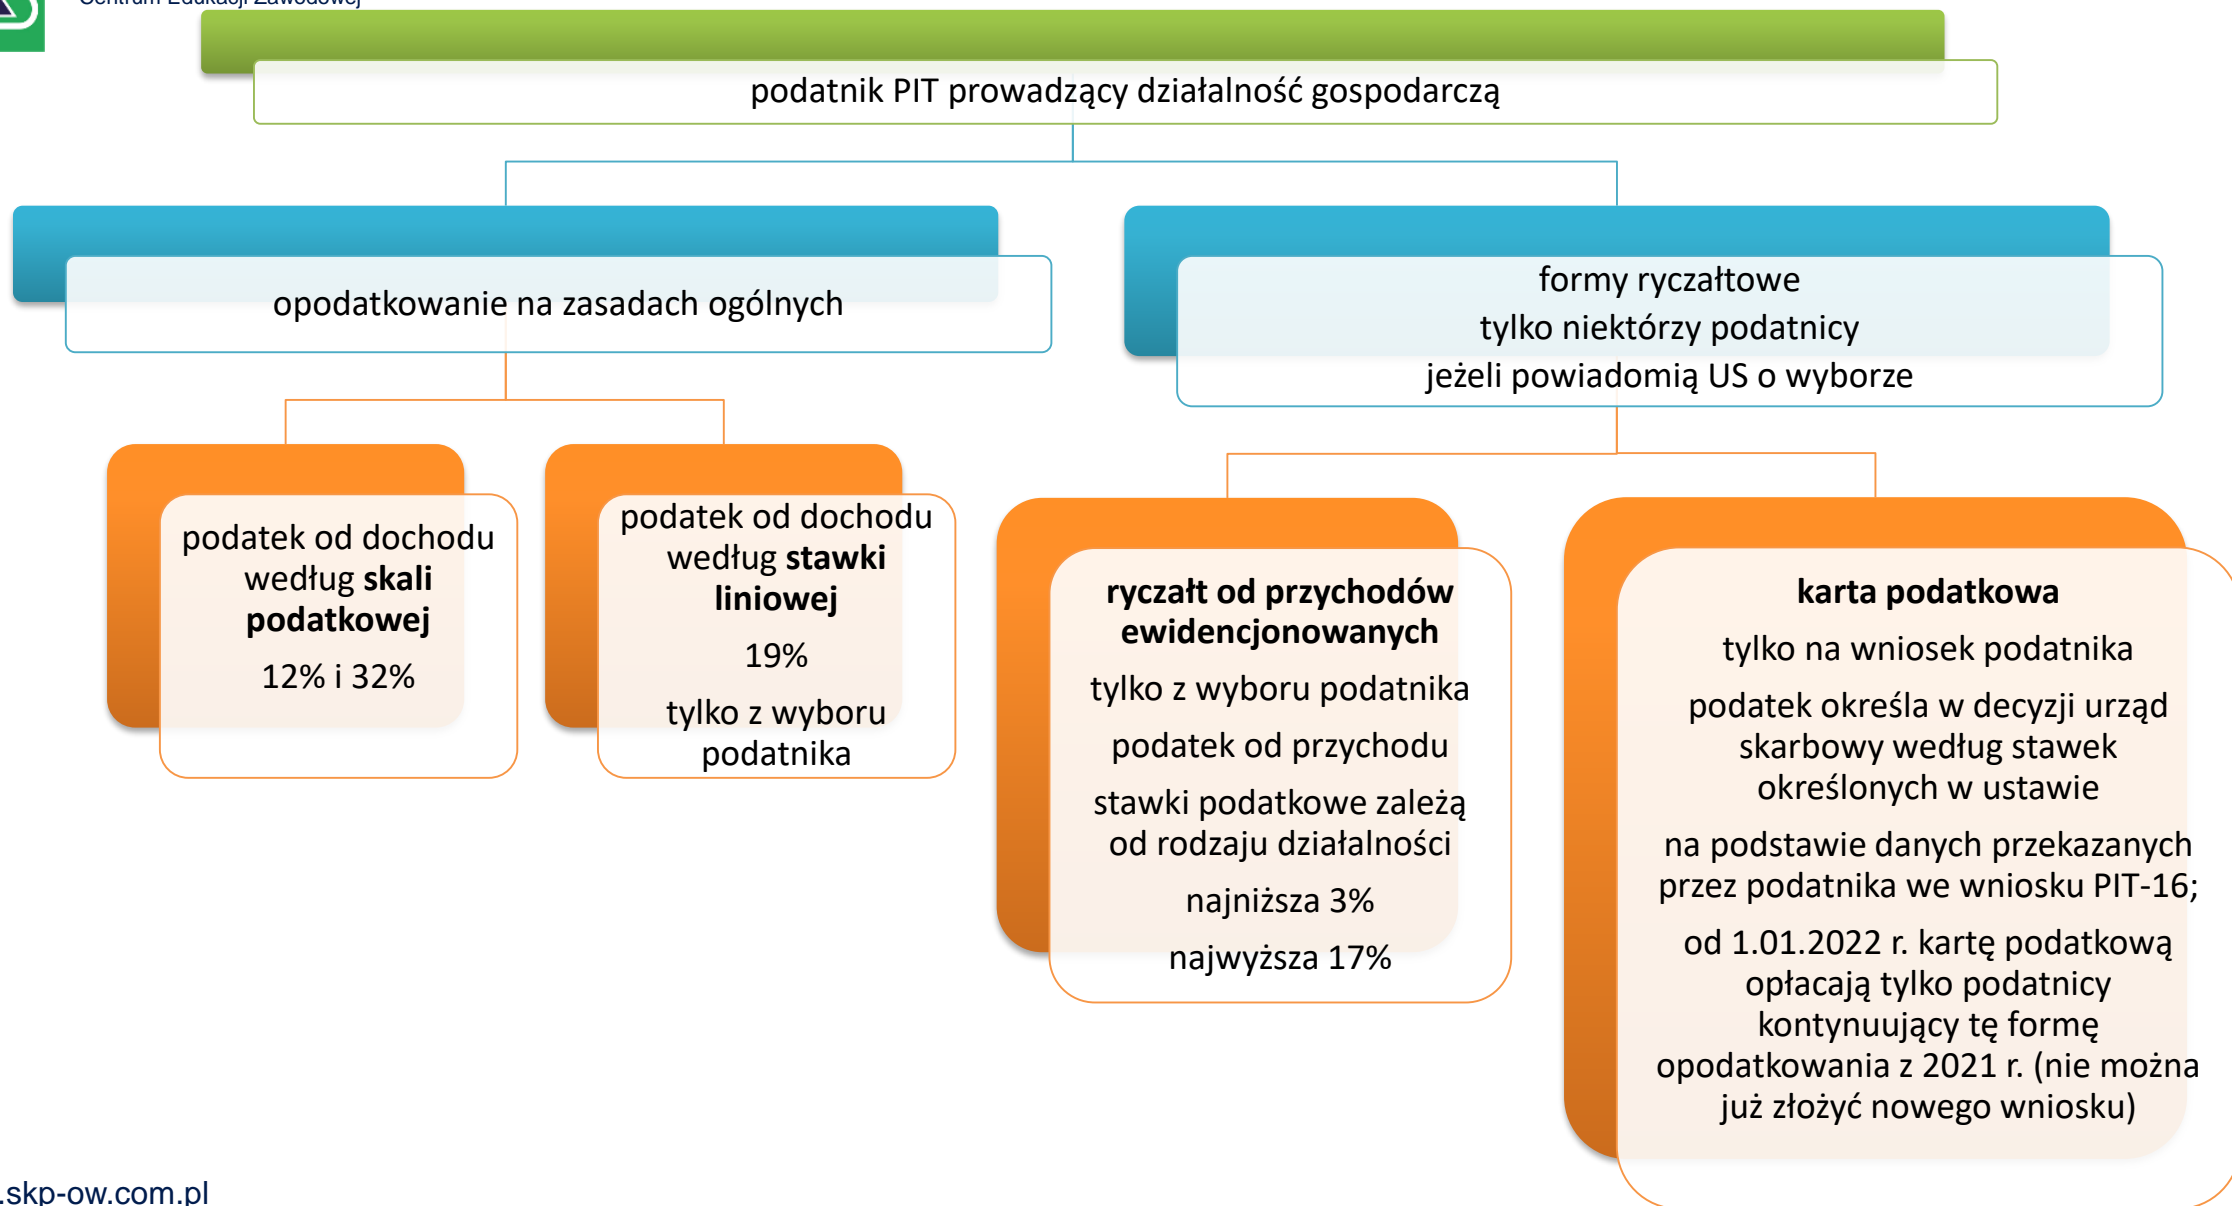 Centrum Edukacji Zawodowej
podatnik PIT prowadzący działalność gospodarczą
opodatkowanie na zasadach ogólnych
formy ryczałtowe
tylko niektórzy podatnicy
jeżeli powiadomią US o wyborze
podatek od dochodu
według skali
podatkowej
12% i 32%
podatek od dochodu
według stawki
liniowej
19%
tylko z wyboru
podatnika
ryczałt od przychodów
ewidencjonowanych
tylko z wyboru podatnika
podatek od przychodu
stawki podatkowe zależą
od rodzaju działalności
najniższa 3%
najwyższa 17%
karta podatkowa
tylko na wniosek podatnika
podatek określa w decyzji urząd
skarbowy według stawek
określonych w ustawie
na podstawie danych przekazanych
przez podatnika we wniosku PIT-16;
od 1.01.2022 r. kartę podatkową
opłacają tylko podatnicy
kontynuujący tę formę
opodatkowania z 2021 r. (nie można
już złożyć nowego wniosku)
.skp-ow.com.pl